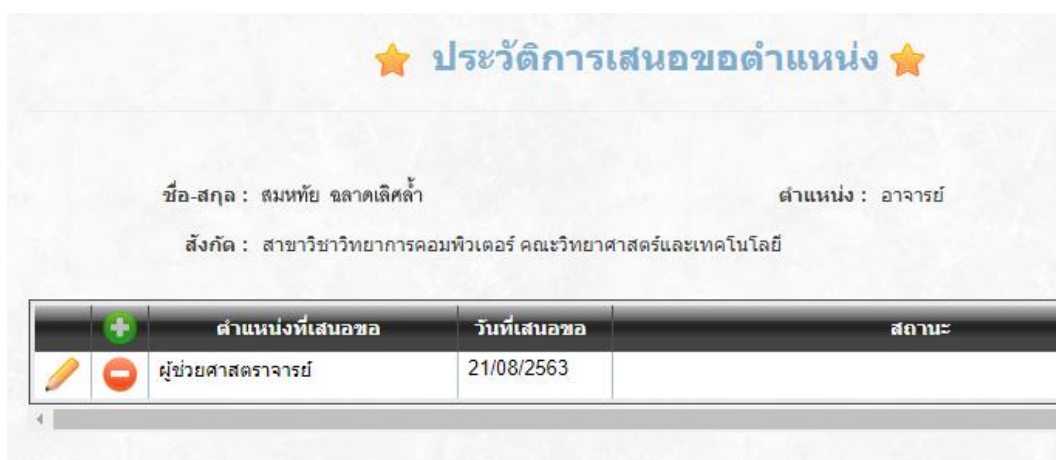 ประวัติการเสนอขอตำแหน่ง
ชื่อ-สกุล : สมหทัย ฉลาดเลิศล้ำ ตำแหน่ง : อาจารย์
สังกัด : สาขาวิชาวิทยาการคอมพิวเตอร์ คณะวิทยาศาสตร์และเทคโนโลยี
ตำแหน่งที่เสนอขอ วันที่เสนอขอ สถานะ
ผู้ช่วยศาสตราจารย์ 21/08/2563